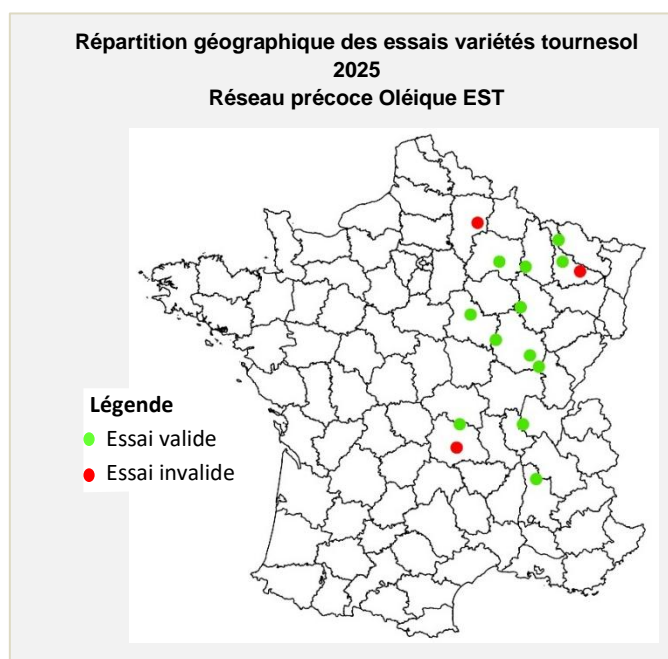 Répartition géographique des essais variétés tournesol
2025
Réseau précoce Oléique EST
Légende
Essai valide
Essai invalide